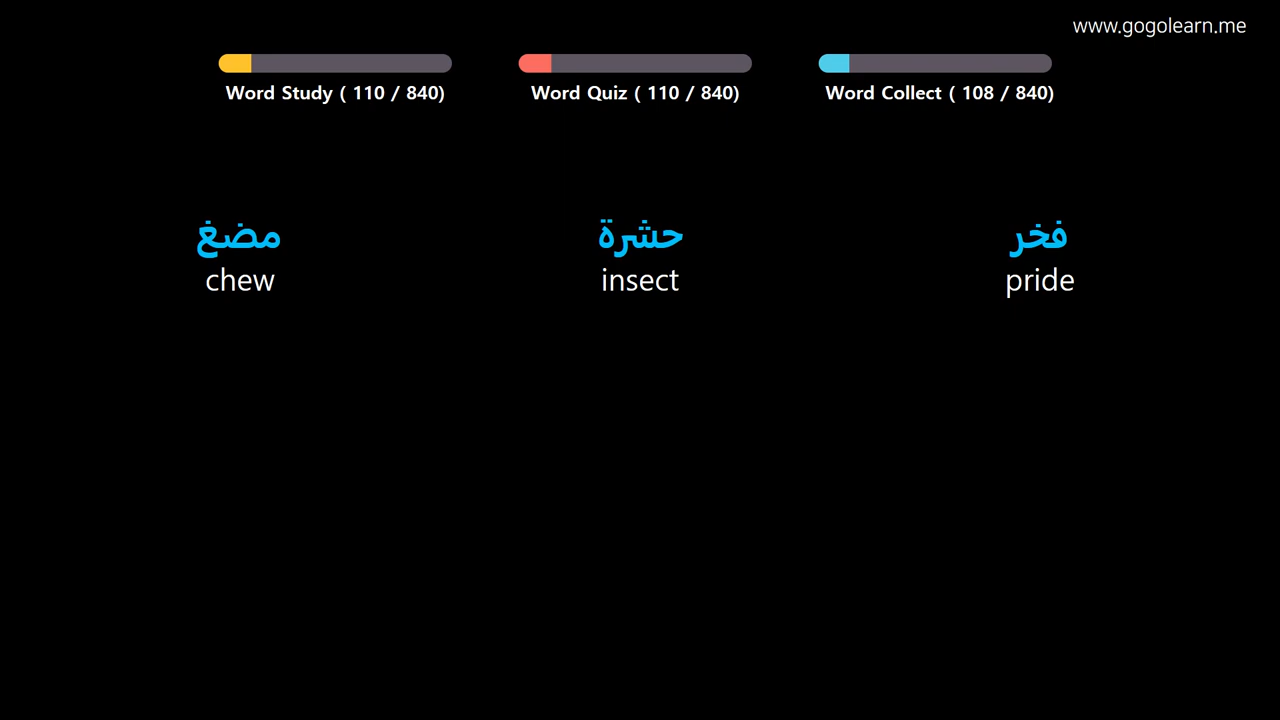 www.gogolearn.me
Word Study ( 110 / 840)
Word Quiz ( 110 / 840)
Word Collect ( 108 / 840)
مضغ
chew
حشرة
insect
فخر
pride